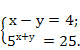 x − y = 4;
5^{x+y} = 25.